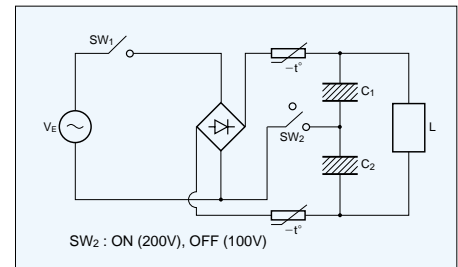 SW1
−t°
C1
VE
SW2
L
C2
−t°
SW2 : ON (200V), OFF (100V)